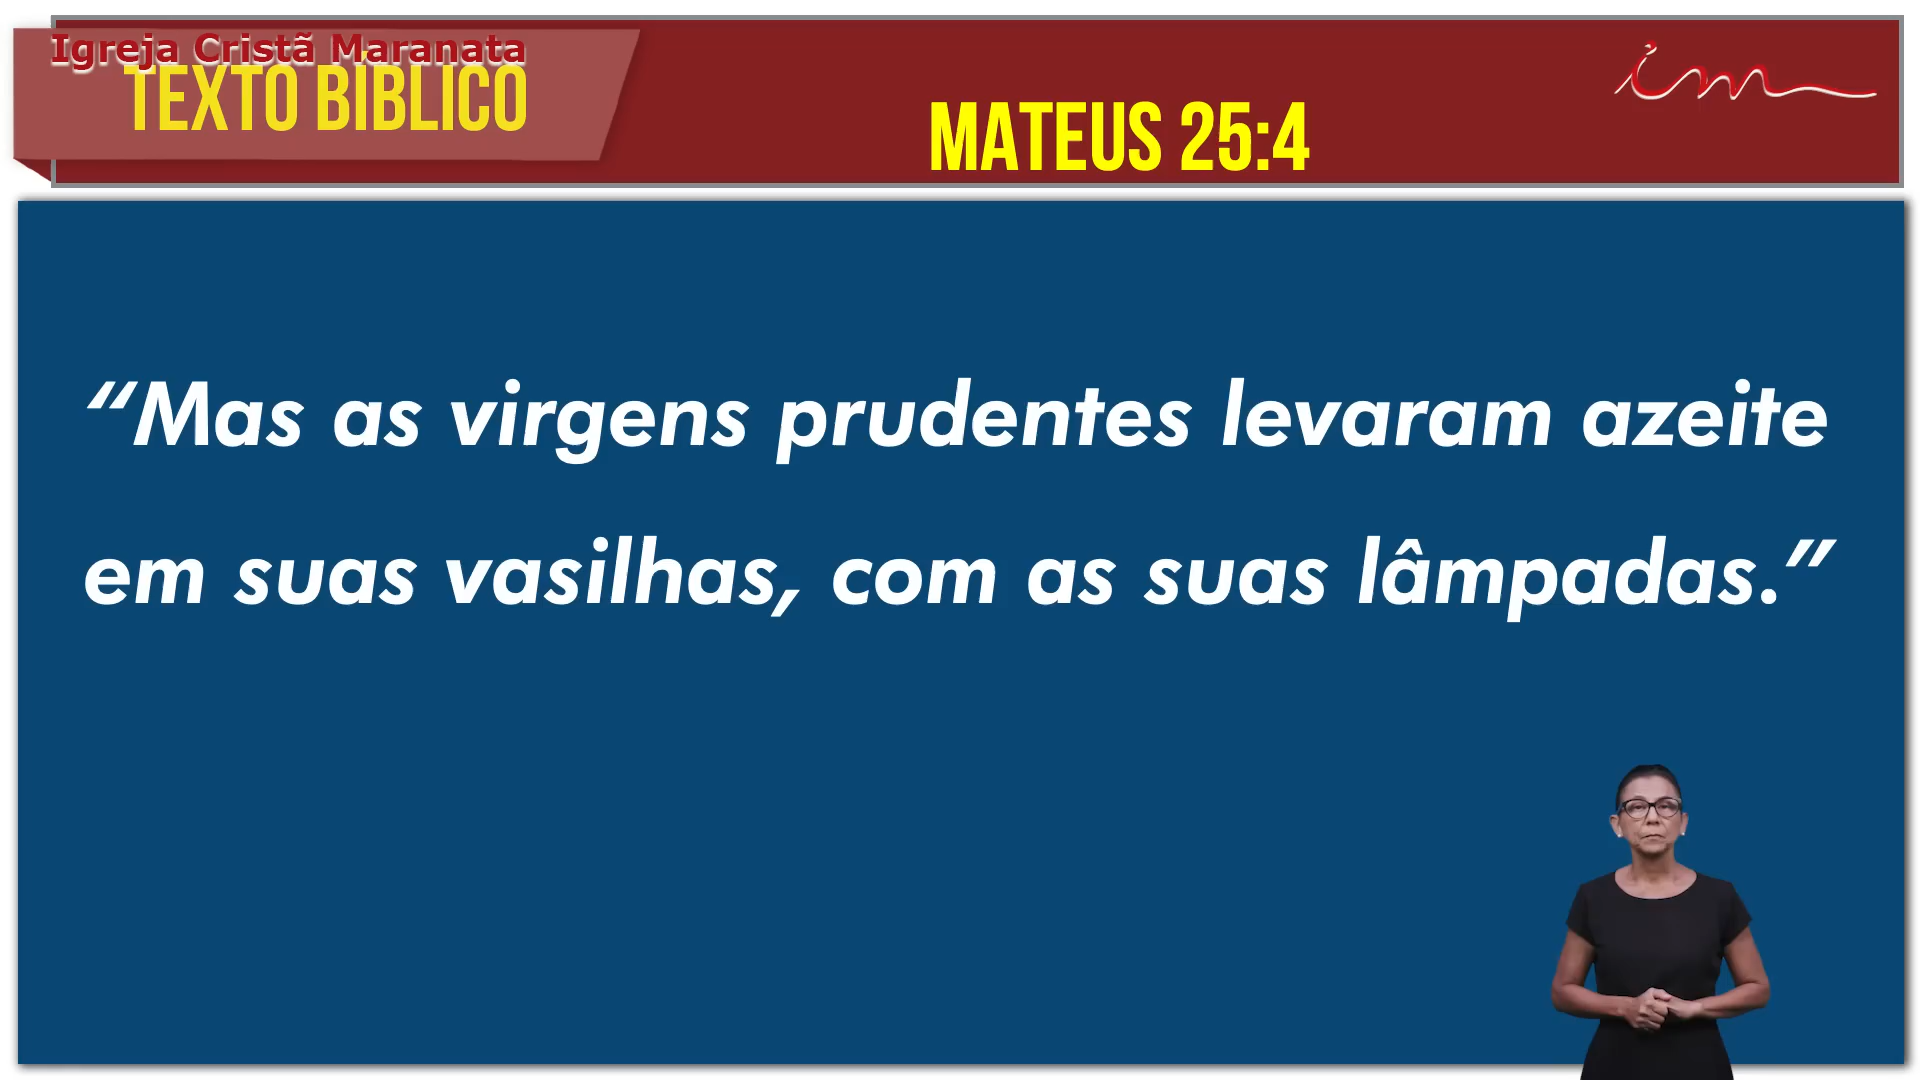 Igreja Cristã Maranata
TEXTO BÍBLICO
MATEUS 25:4
“Mas as virgens prudentes levaram azeite
em suas vasilhas, com as suas lâmpadas.”